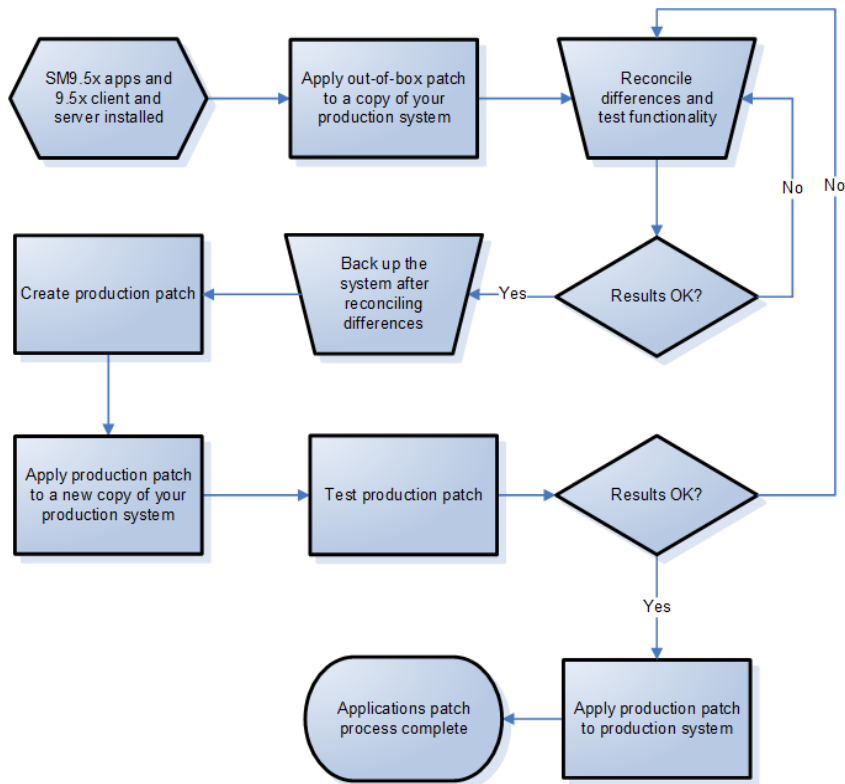 SM9.5x apps and
9.5x client and
server installed
Apply out-of-box patch
to a copy of your
production system
Reconcile
differences and
test functionality
No
No
Create production patch
Back up the
system after
reconciling
differences
Yes
Results OK?
Apply production patch
to a new copy of your
production system
Test production patch
Results OK?
Yes
Applications patch
process complete
Apply production patch
to production system